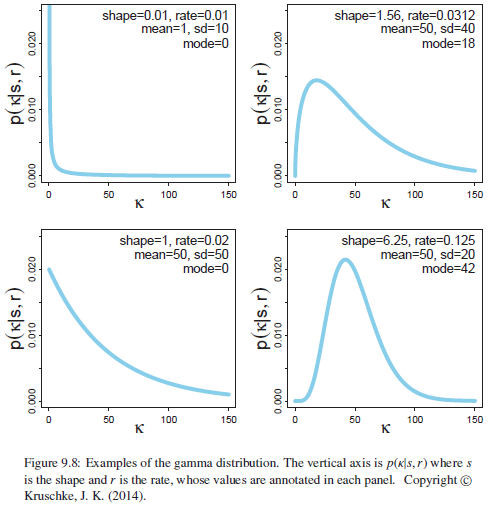 shape=0.01, rate=0.01
mean=1, sd=10
mode=0
p(κ|s, r)
0.000 0.010 0.020
0 50 100 150
κ
shape=1.56, rate=0.0312
mean=50, sd=40
mode=18
p(κ|s, r)
0.000 0.010 0.020
0 50 100 150
κ
shape=1, rate=0.02
mean=50, sd=50
mode=0
p(κ|s, r)
0.000 0.010 0.020
0 50 100 150
κ
shape=6.25, rate=0.125
mean=50, sd=20
mode=42
p(κ|s, r)
0.000 0.010 0.020
0 50 100 150
κ
Figure 9.8: Examples of the gamma distribution. The vertical axis is p(κ|s, r) where s
is the shape and r is the rate, whose values are annotated in each panel. Copyright ©
Kruschke, J. K. (2014).